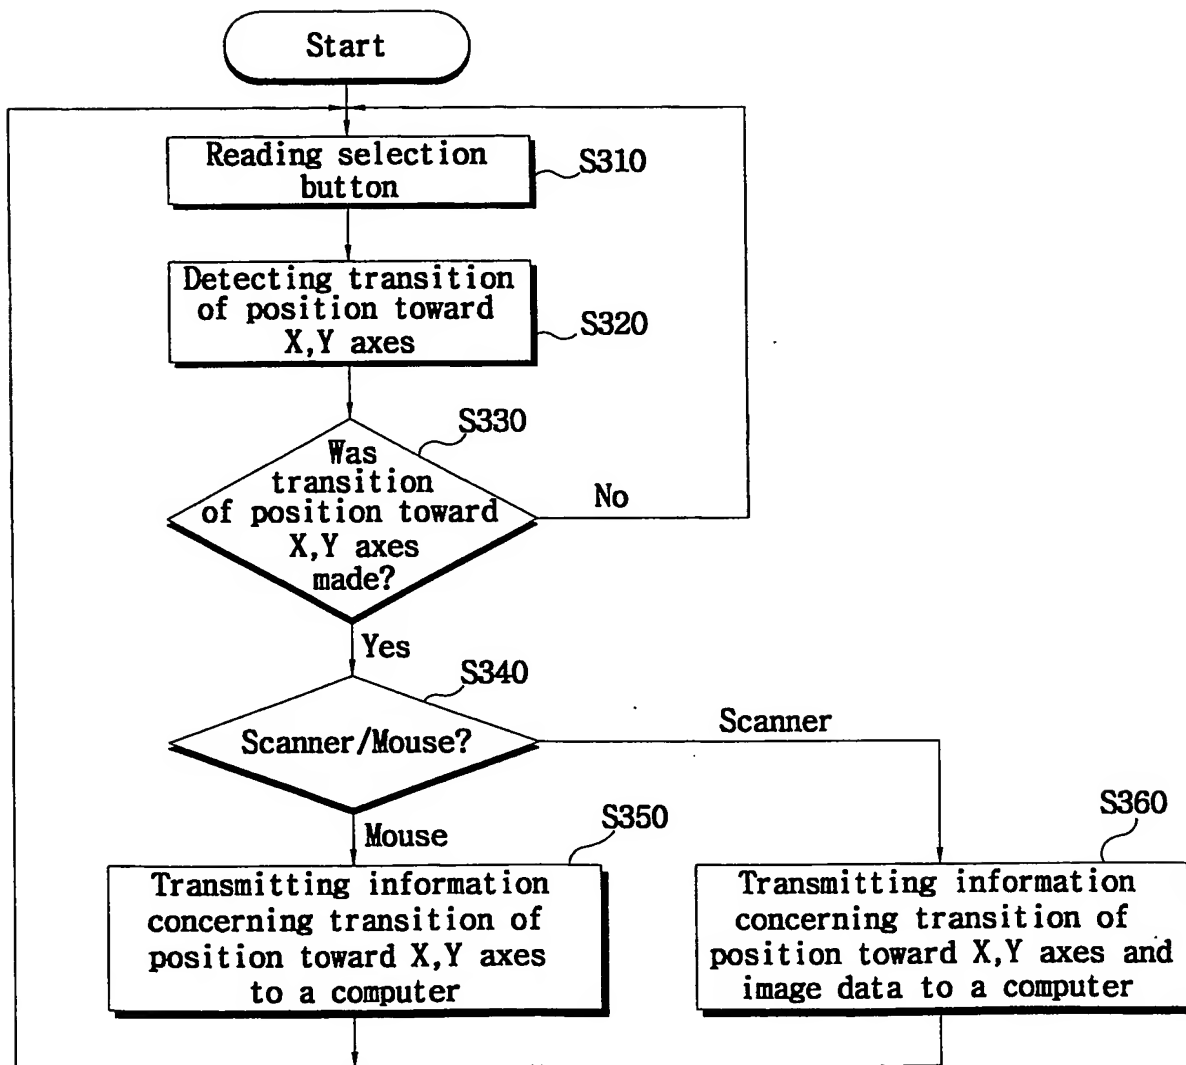 Start
Reading selection
button
S310
Detecting transition
of position toward
X,Y axes
S320
S330
Was
transition
of position toward
X,Y axes
made?
No
Yes
S340
Scanner/Mouse?
Scanner
Mouse
S350
S360
Transmitting information
concerning transition of
position toward X,Y axes
to a computer
Transmitting information
concerning transition of
position toward X,Y axes and
image data to a computer